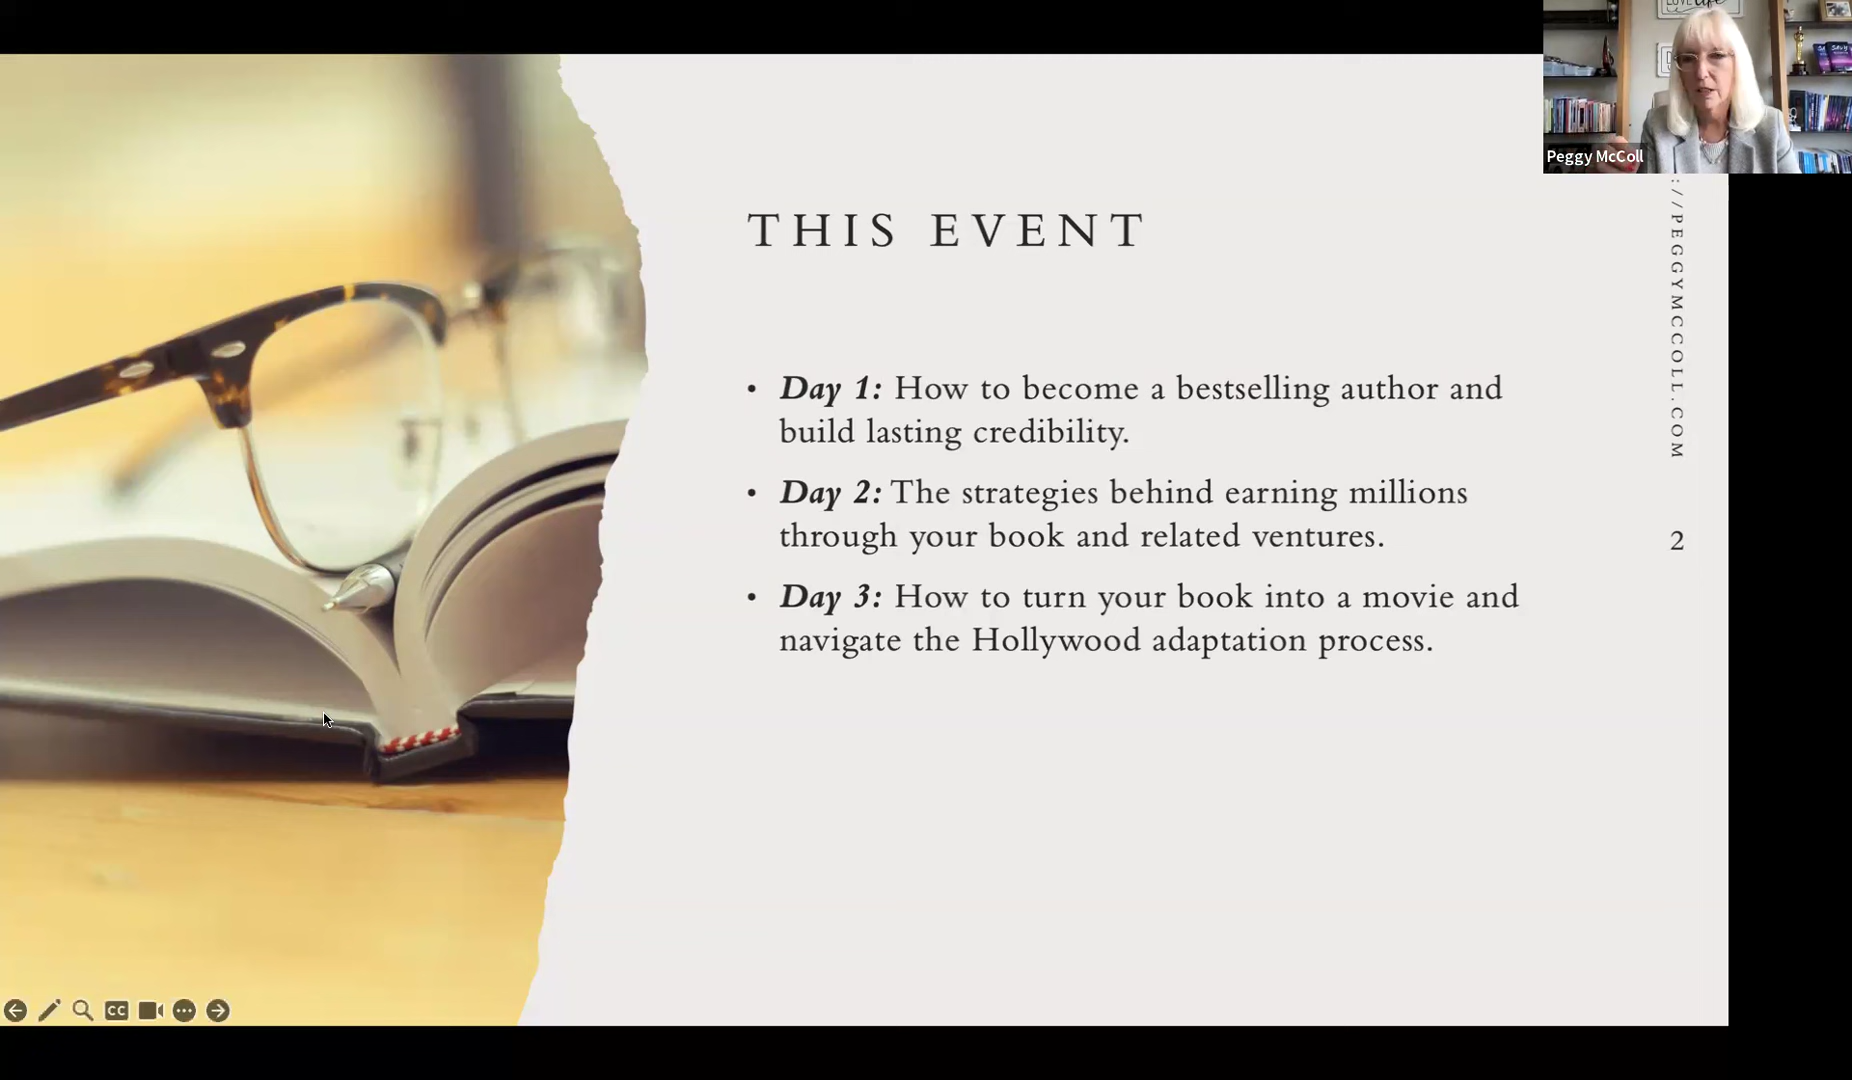 Peggy McColl
THIS EVENT
• Day 1: How to become a bestselling author and
build lasting credibility.
• Day 2: The strategies behind earning millions
through your book and related ventures.
• Day 3: How to turn your book into a movie and
navigate the Hollywood adaptation process.
://PEGGYMCCOLL.COM
2
CC